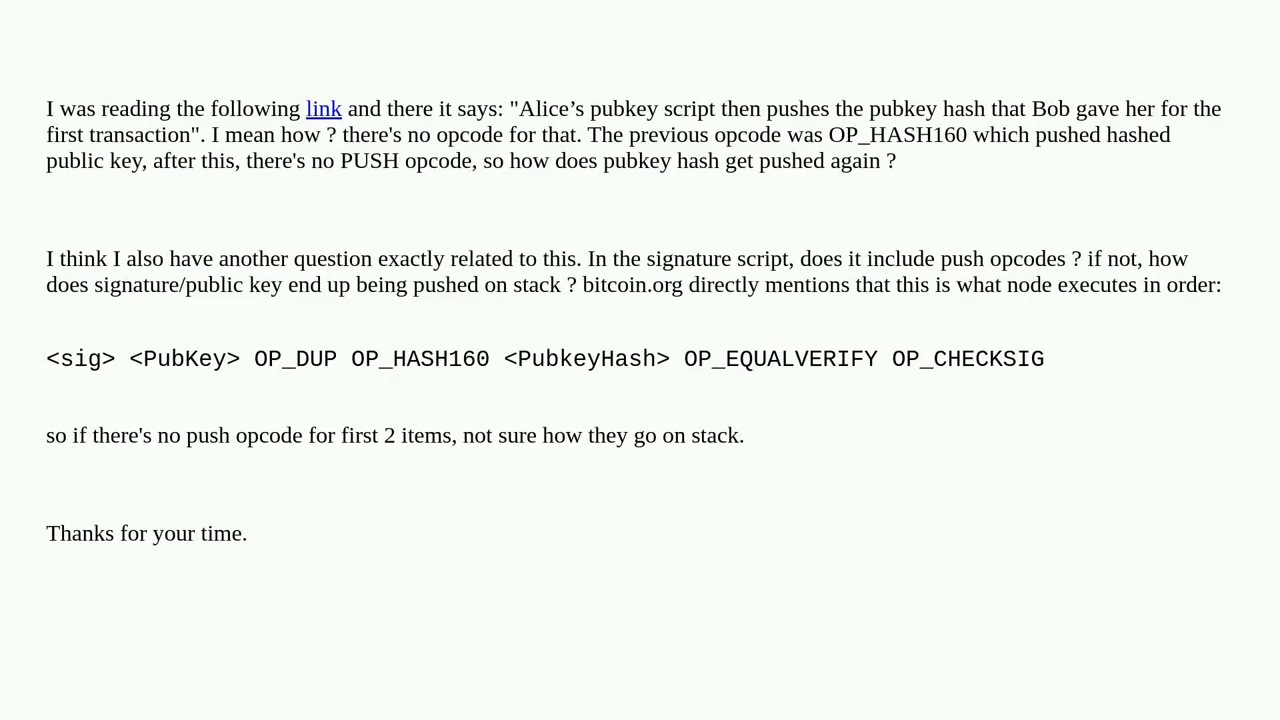 I was reading the following link and there it says: "Alice’s pubkey script then pushes the pubkey hash that Bob gave her for the
first transaction". I mean how ? there's no opcode for that. The previous opcode was OP_HASH160 which pushed hashed
public key, after this, there's no PUSH opcode, so how does pubkey hash get pushed again ?
I think I also have another question exactly related to this. In the signature script, does it include push opcodes ? if not, how
does signature/public key end up being pushed on stack ? bitcoin.org directly mentions that this is what node executes in order:
<sig> <PubKey> OP_DUP OP_HASH160 <PubkeyHash> OP_EQUALVERIFY OP_CHECKSIG
so if there's no push opcode for first 2 items, not sure how they go on stack.
Thanks for your time.